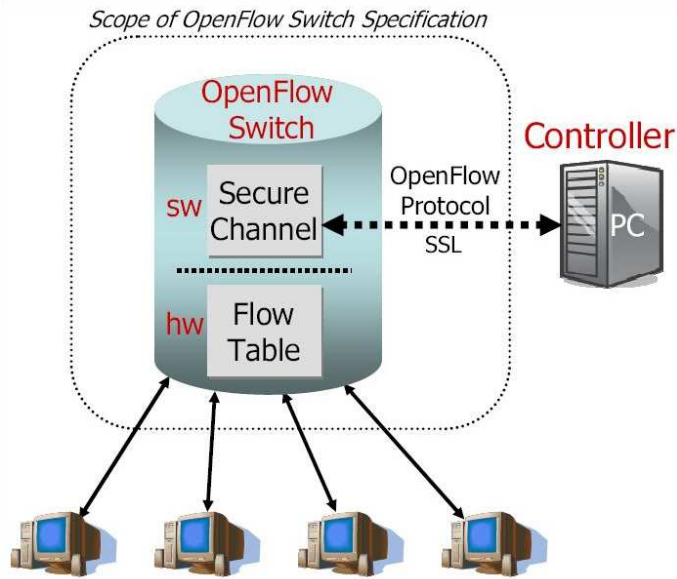 Scope of OpenFlow Switch Specification
OpenFlow
Switch
Controller
sw
Secure
Channel
OpenFlow
Protocol
SSL
PC
hw
Flow
Table